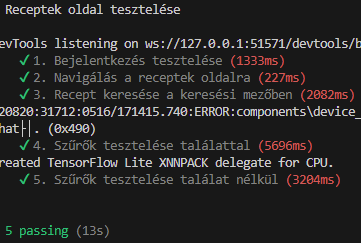 Receptek oldal tesztelése
evTools listening on ws://127.0.0.1:51571/devtools/b
✓ 1. Bejelentkezés tesztelése (1333ms)
✓ 2. Navigálás a receptek oldalra (227ms)
✓ 3. Recept keresése a keresési mezőben (2082ms)
20820:31712:0516/171415.740:ERROR:components\device_
hat . (0x490)
✓ 4. Szűrők tesztelése találattal (5696ms)
reated TensorFlow Lite XNNPACK delegate for CPU.
✓ 5. Szűrők tesztelése találat nélkül (3204ms)
5 passing (13s)